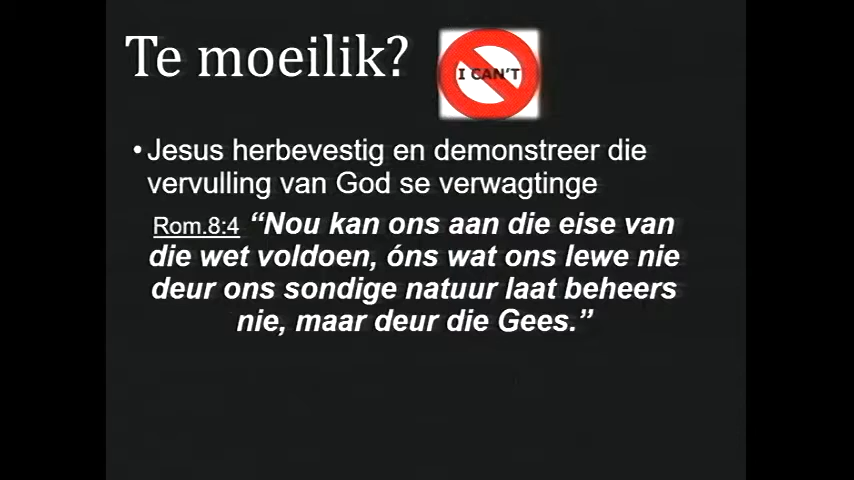 Te moeilik?
I CAN'T
•Jesus herbevestig en demonstreer die
vervulling van God se verwagtinge
Rom.8:4 “Nou kan ons aan die eise van
die wet voldoen, óns wat ons lewe nie
deur ons sondige natuur laat beheers
nie, maar deur die Gees.”